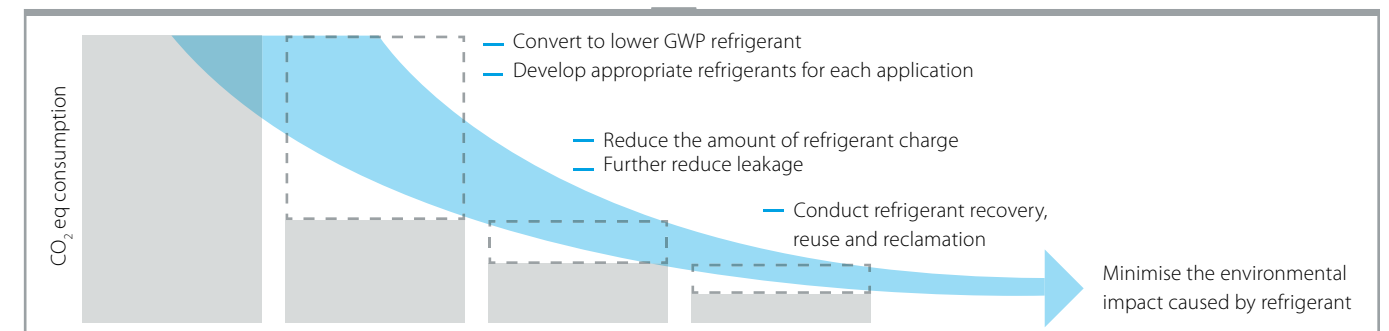 CO₂ eq consumption
Convert to lower GWP refrigerant
Develop appropriate refrigerants for each application
Reduce the amount of refrigerant charge
Further reduce leakage
Conduct refrigerant recovery,
reuse and reclamation
Minimise the environmental
impact caused by refrigerant